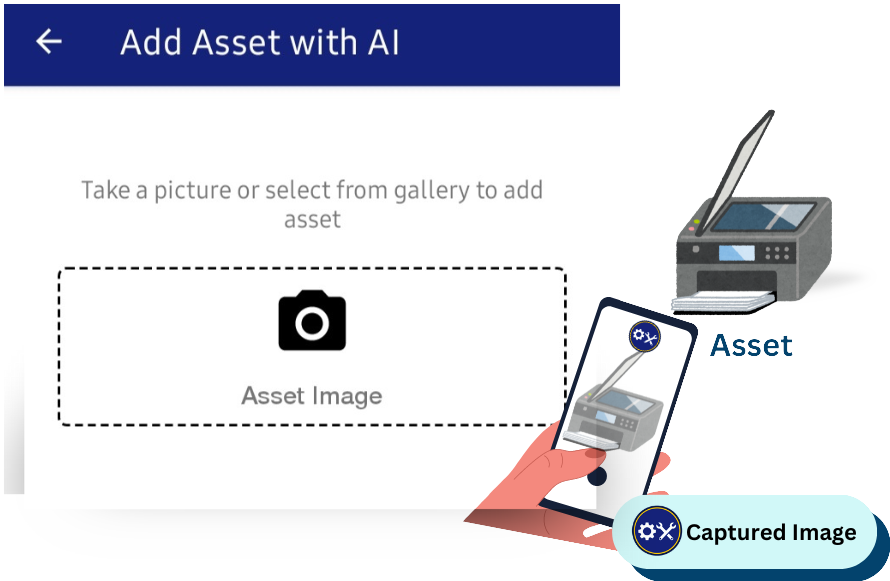 Add Asset with AI
Take a picture or select from gallery to add
asset
Asset Image
Asset
Captured Image